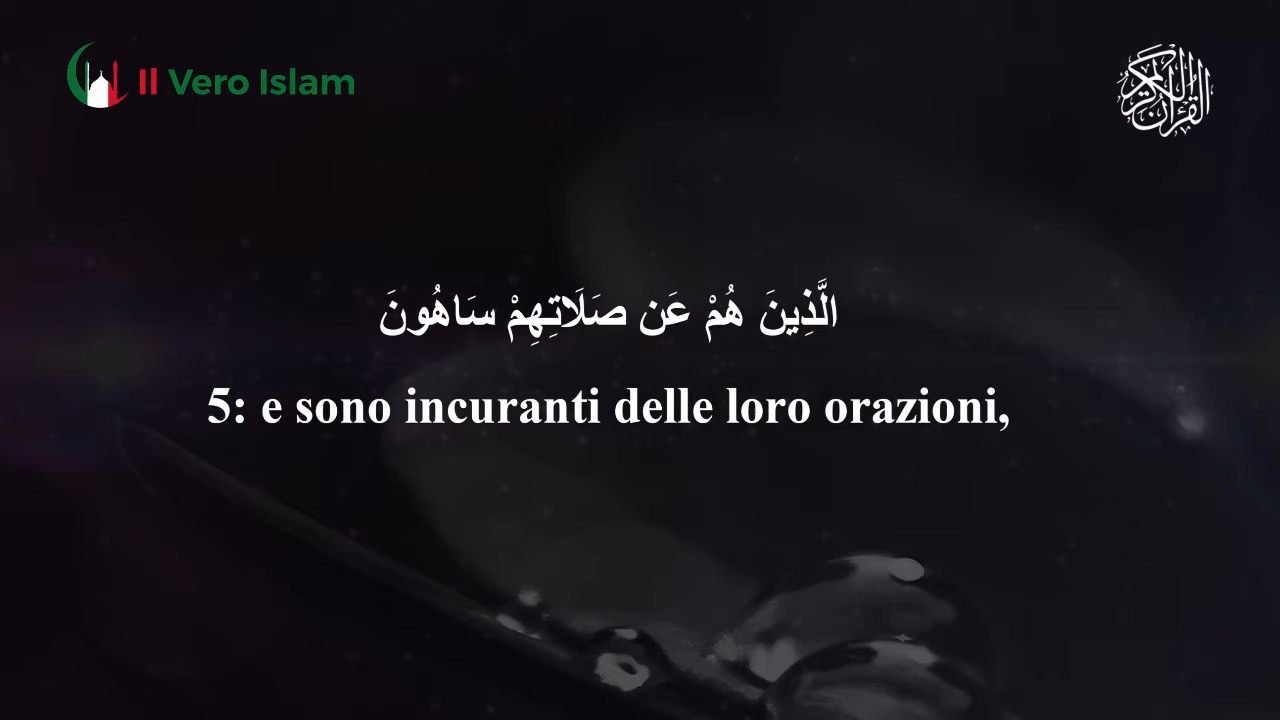 Il Vero Islam
القرآن الكريم
الَّذِينَ هُمْ عَن صَلَاتِهِمْ سَاهُونَ
5: e sono incuranti delle loro orazioni,